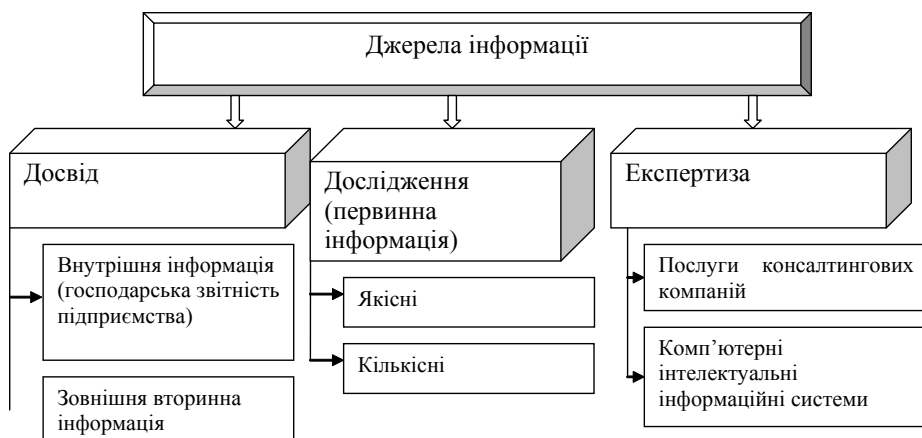 Джерела інформації
Досвід
Внутрішня інформація
(господарська звітність
підприємства)
Зовнішня вторинна
інформація
Дослідження
(первинна
інформація)
Якісні
Кількісні
Експертиза
Послуги консалтингових
компаній
Комп’ютерні
інтелектуальні
інформаційні системи